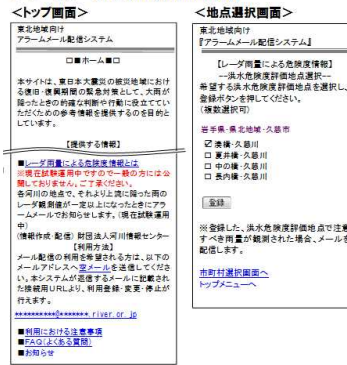 ＜トップ画面＞
東北地域向け
アラームメール配信システム
□■ホーム■□
本サイトは、東日本大震災の被災地におけ
る復旧・復興期間の緊急対策として、大雨が
降ったときの的確な判断や行動に役立ててい
ただくための参考情報を提供するのを目的と
しています。
【提供する情報】
■レーダ雨量による危険度情報とは
※現在試験運用中ですので一般の方には公
開しておりません。ご了承ください。
各河川の地点で、それより上流に降った雨の
レーダ観測値が一定以上になったときにアラ
ームメールでお知らせします。（現在試験運用
中）
(情報作成・配信) 財団法人河川情報センター
【利用方法】
メール配信の利用を希望される方は、以下の
メールアドレスへ空メールを送信してくださ
い。本システムが返信するメールに記載され
た接続用URLより、利用登録・変更・停止が
行えます。
**********@*******.river.or.jp
■利用における注意事項
■FAQ（よくある質問）
■お知らせ
＜地点選択画面＞
東北地域向け
『アラームメール配信システム』
【レーダ雨量による危険度情報】
--洪水危険度評価地点選択--
希望する洪水危険度評価地点を選択し、
登録ボタンを押してください。
（複数選択可）
岩手県・県北地域・久慈市
☑ 湊橋・久慈川
□ 夏井橋・久慈川
□ 中の橋・久慈川
□ 長内橋・久慈川
登録
※登録した、洪水危険度評価地点で注意
すべき雨量が観測された場合、メールを
配信します。
市町村選択画面へ
トップメニューへ